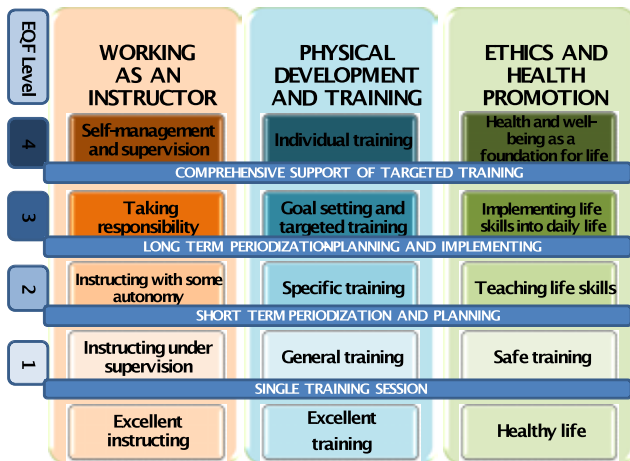 EQF Level
WORKING
AS AN
INSTRUCTOR
PHYSICAL
DEVELOPMENT
AND TRAINING
ETHICS AND
HEALTH
PROMOTION
4
Self-management
and supervision
Individual training
Health and well-
being as a
foundation for life
COMPREHENSIVE SUPPORT OF TARGETED TRAINING
3
Taking
responsibility
Goal setting and
targeted training
Implementing life
skills into daily life
LONG TERM PERIODIZATION-PLANNING AND IMPLEMENTING
2
Instructing with some
autonomy
Specific training
Teaching life skills
SHORT TERM PERIODIZATION AND PLANNING
1
Instructing under
supervision
General training
Safe training
SINGLE TRAINING SESSION
Excellent
instructing
Excellent
training
Healthy life